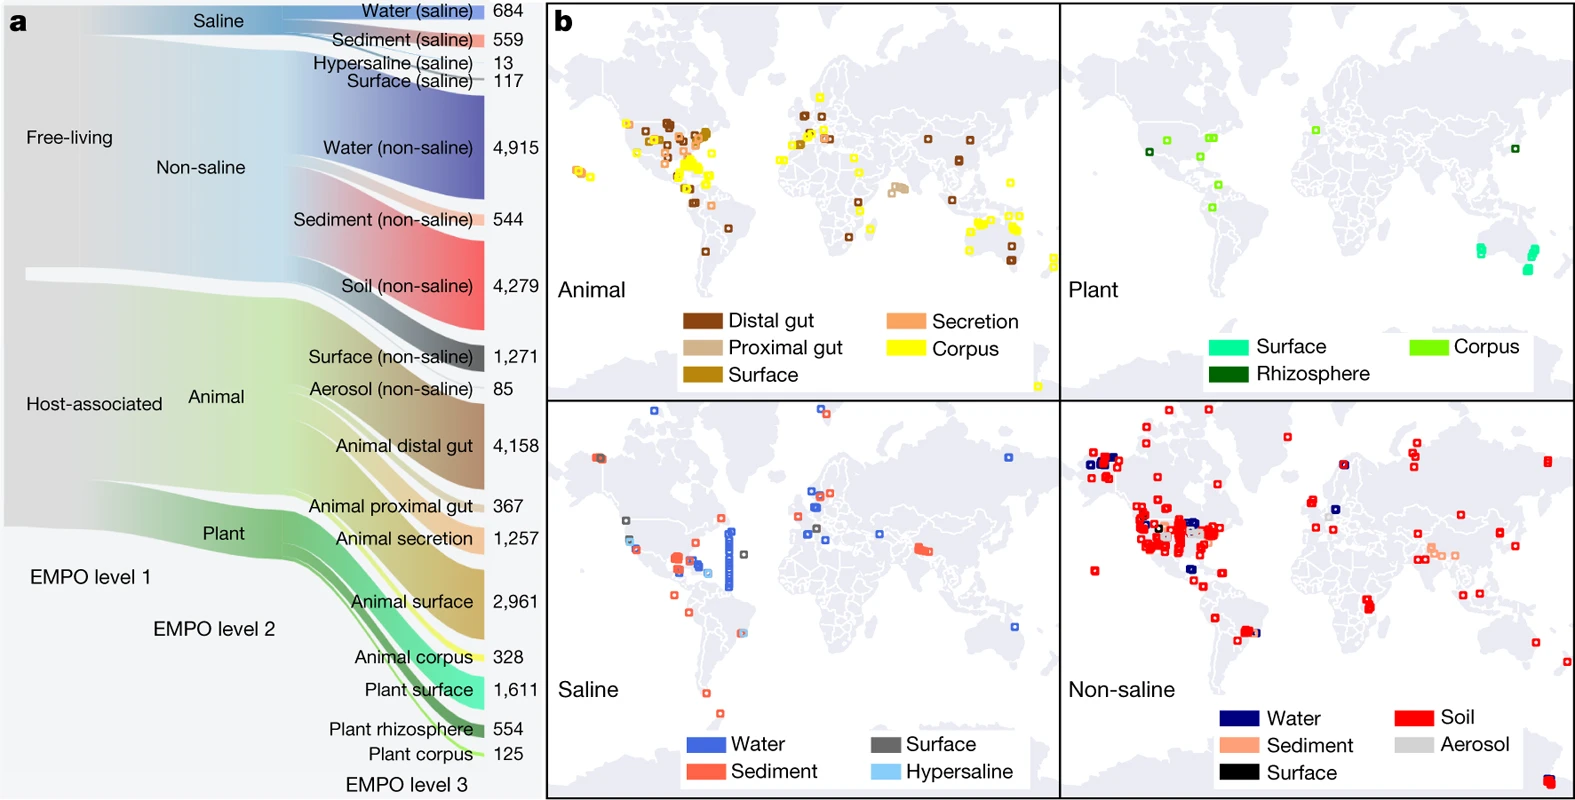 a
Saline
Free-living
Non-saline
Host-associated
Animal
Plant
EMPO level 1
EMPO level 2
EMPO level 3
Water (saline) 684
Sediment (saline) 559
Hypersaline (saline) 13
Surface (saline) 117
Water (non-saline) 4,915
Sediment (non-saline) 544
Soil (non-saline) 4,279
Surface (non-saline) 1,271
Aerosol (non-saline) 85
Animal distal gut 4,158
Animal proximal gut 367
Animal secretion 1,257
Animal surface 2,961
Animal corpus 328
Plant surface 1,611
Plant rhizosphere 554
Plant corpus 125
b
Animal
Distal gut
Proximal gut
Surface
Secretion
Corpus
Plant
Surface
Rhizosphere
Corpus
Saline
Water
Sediment
Surface
Hypersaline
Non-saline
Water
Sediment
Surface
Soil
Aerosol